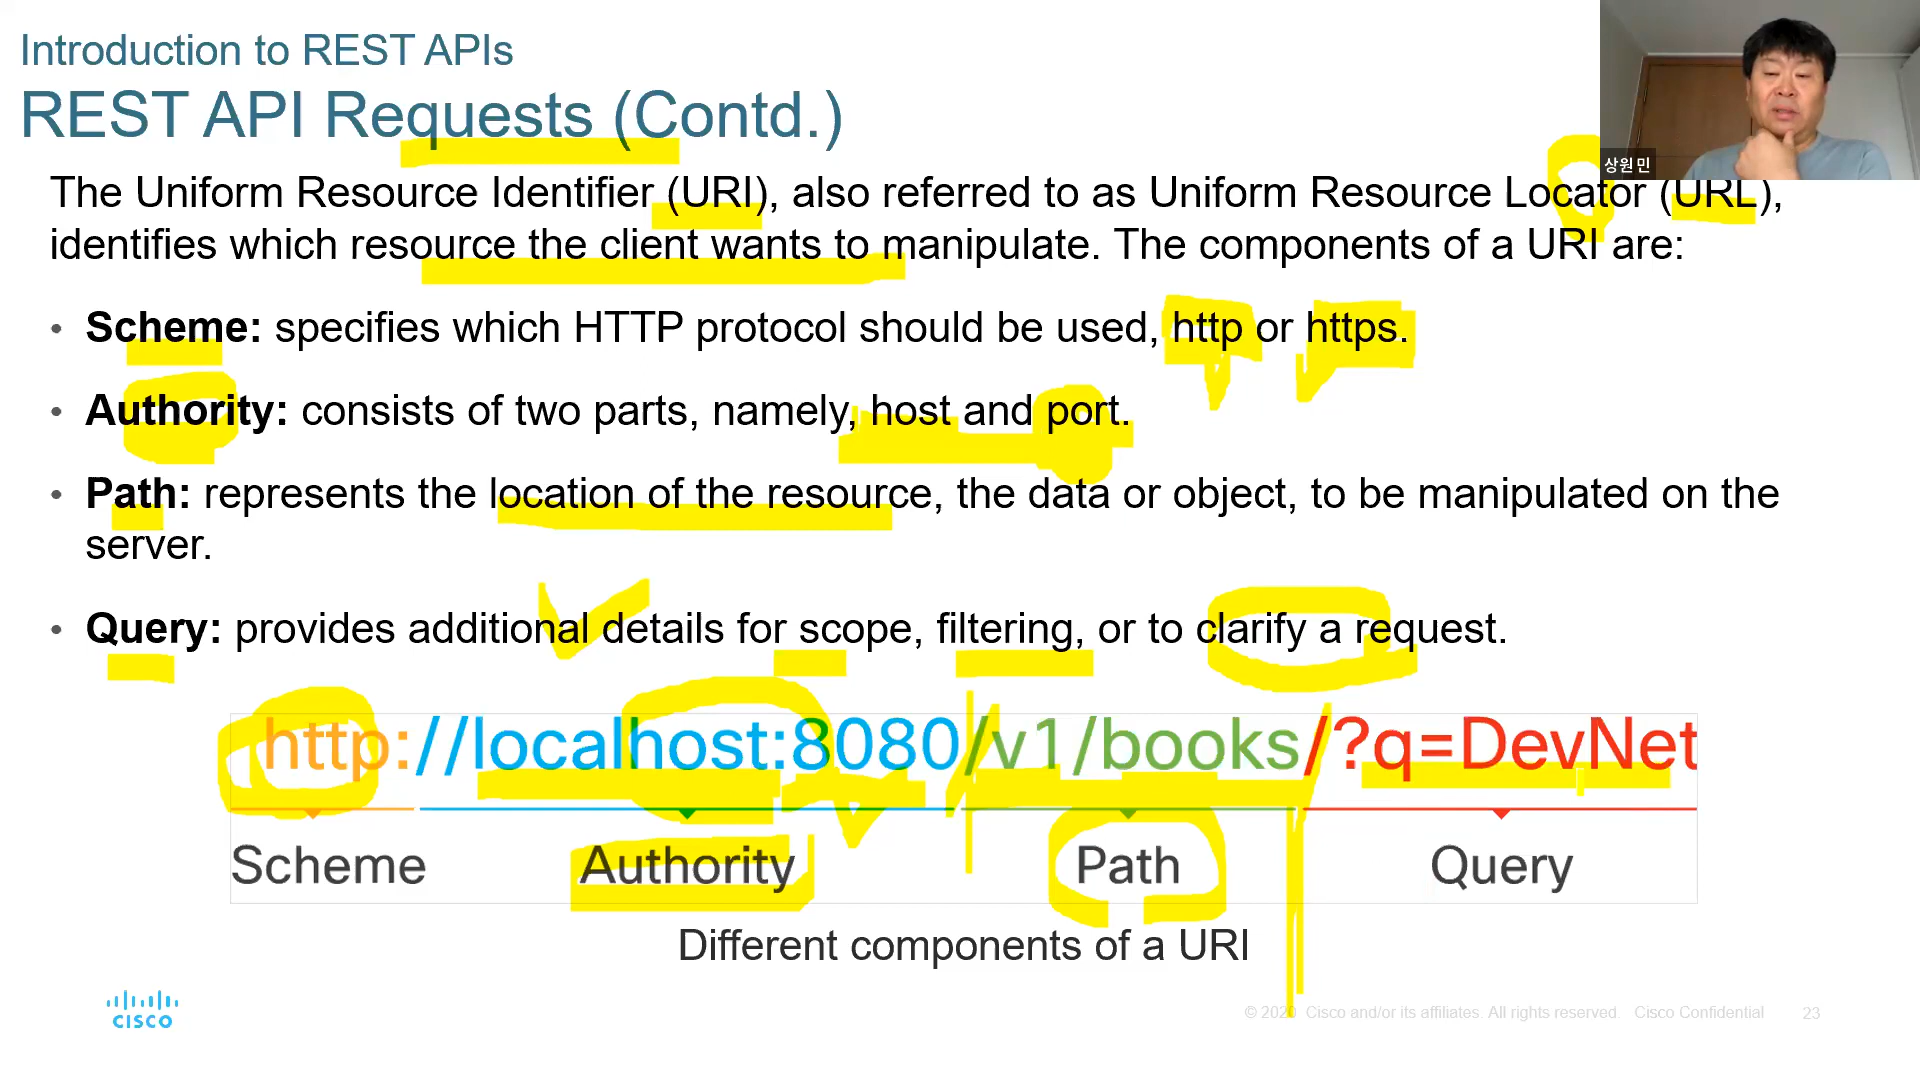 Introduction to REST APIs
REST API Requests (Contd.)
상원민
The Uniform Resource Identifier (URI), also referred to as Uniform Resource Locator (URL),
identifies which resource the client wants to manipulate. The components of a URI are:
• Scheme: specifies which HTTP protocol should be used, http or https.
• Authority: consists of two parts, namely, host and port.
• Path: represents the location of the resource, the data or object, to be manipulated on the
server.
• Query: provides additional details for scope, filtering, or to clarify a request.
http://localhost:8080/v1/books/?q=DevNet
Scheme Authority Path Query
Different components of a URI
CISCO
© 2020 Cisco and/or its affiliates. All rights reserved. Cisco Confidential 23